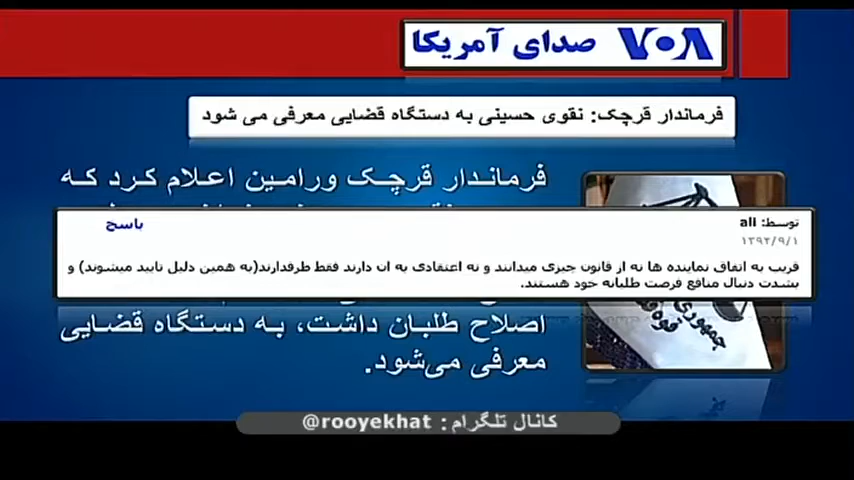 صدای آمریکا VOA
فرماندار قرچک: نقوی حسینی به دستگاه قضایی معرفی می شود
فرماندار قرچک ورامین اعلام کرد که
توسط: ali
پاسخ
۱۳۹۲/۹/۱
قریب به اتفاق نماینده ها نه از قانون چیزی میدانند و نه اعتقادی به ان دارند فقط طرفدارند(به همین دلیل تایید میشوند) و
بشدت دنبال منافع فرصت طلبانه خود هستند.
اصلاح طلبان داشت، به دستگاه قضایی
معرفی می‌شود.
جمهوری
کانال تلگرام : @rooyekhat